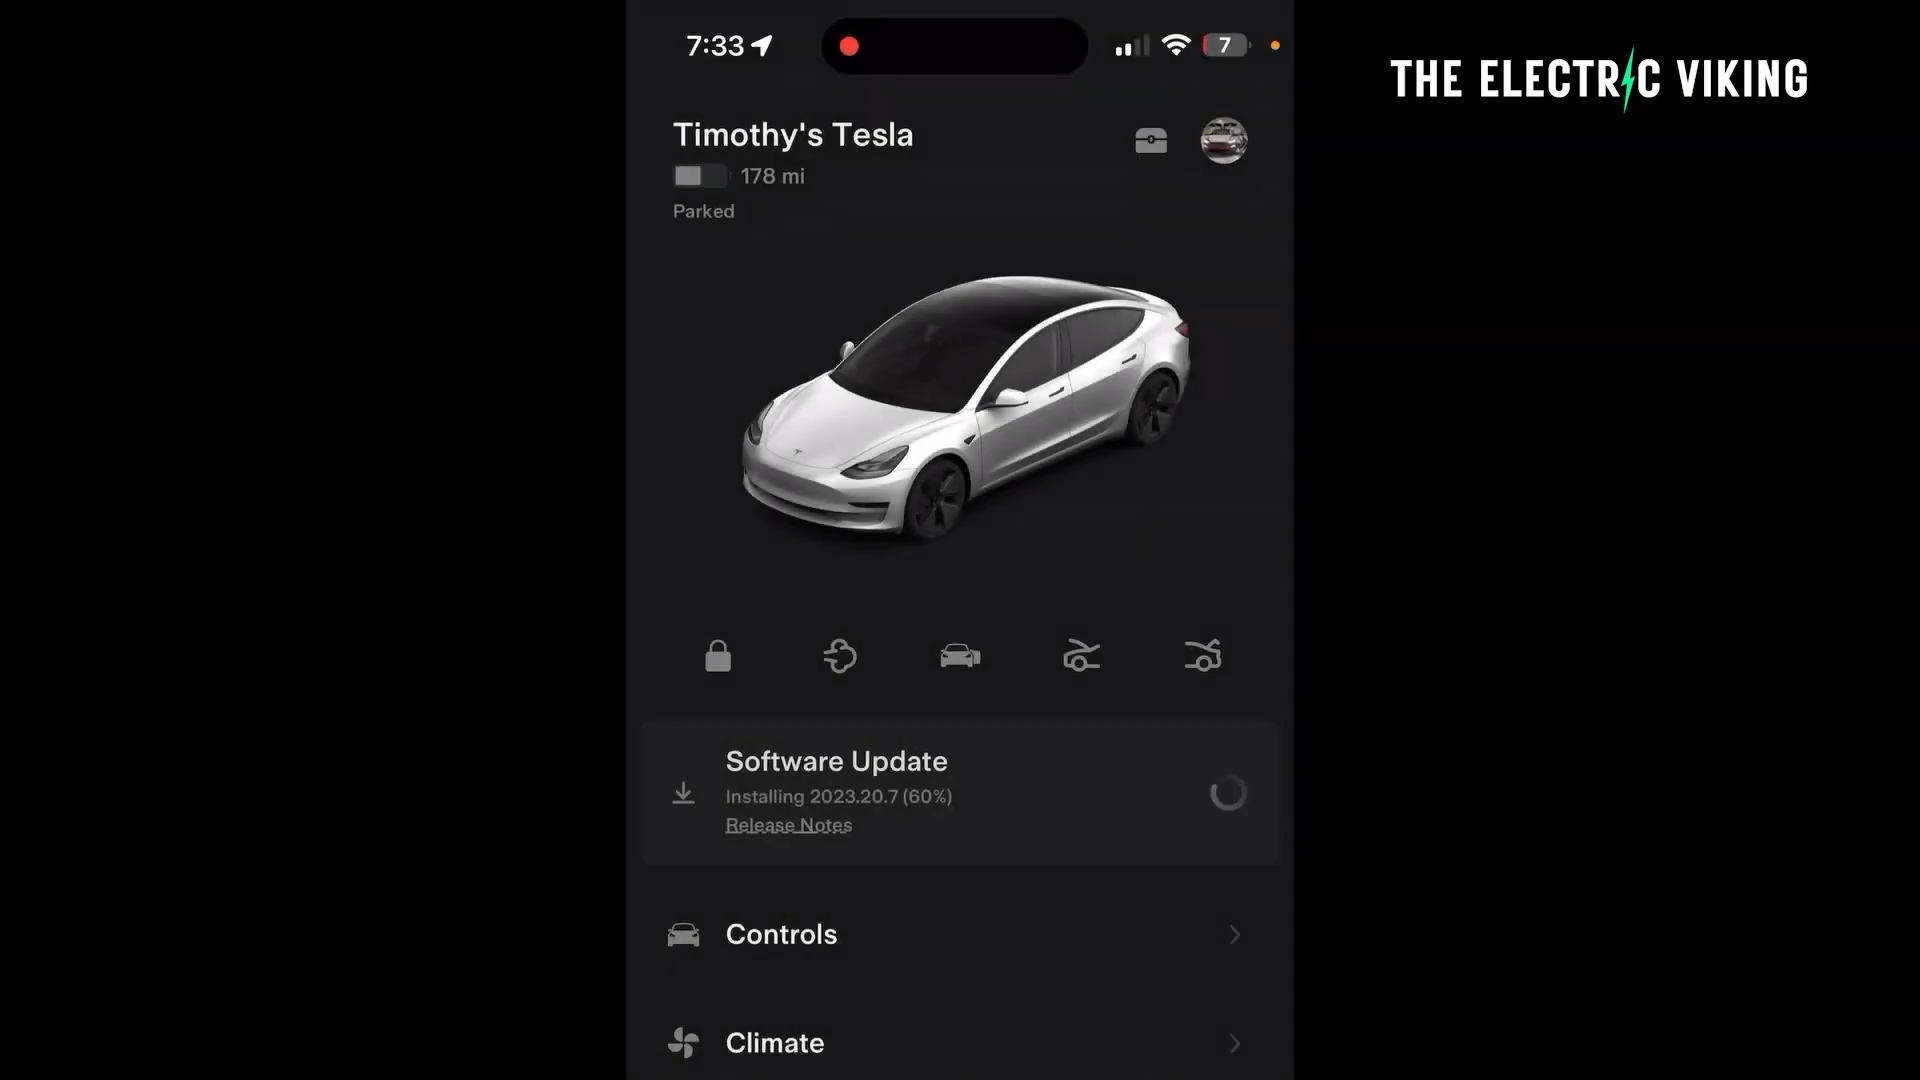 7:33
7
THE ELECTRIC VIKING
Timothy's Tesla
178 mi
Parked
Software Update
Installing 2023.20.7 (60%)
Release Notes
Controls
Climate